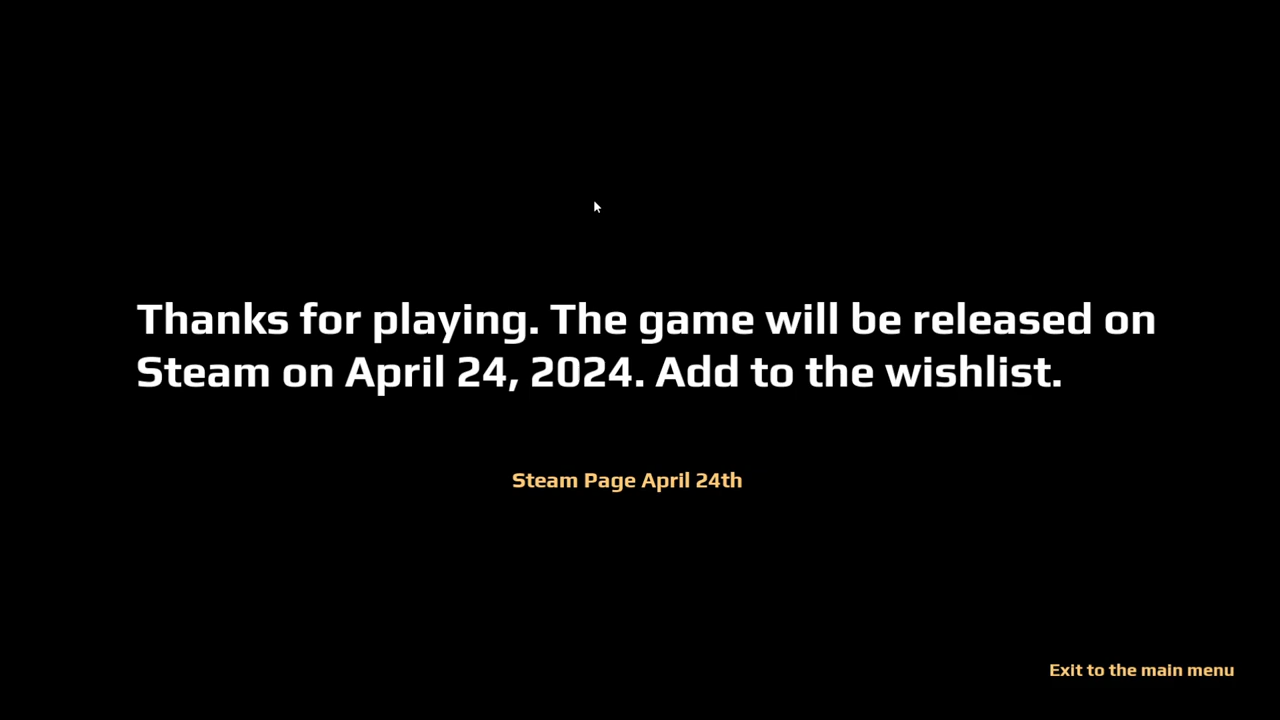 Thanks for playing. The game will be released on
Steam on April 24, 2024. Add to the wishlist.
Steam Page April 24th
Exit to the main menu